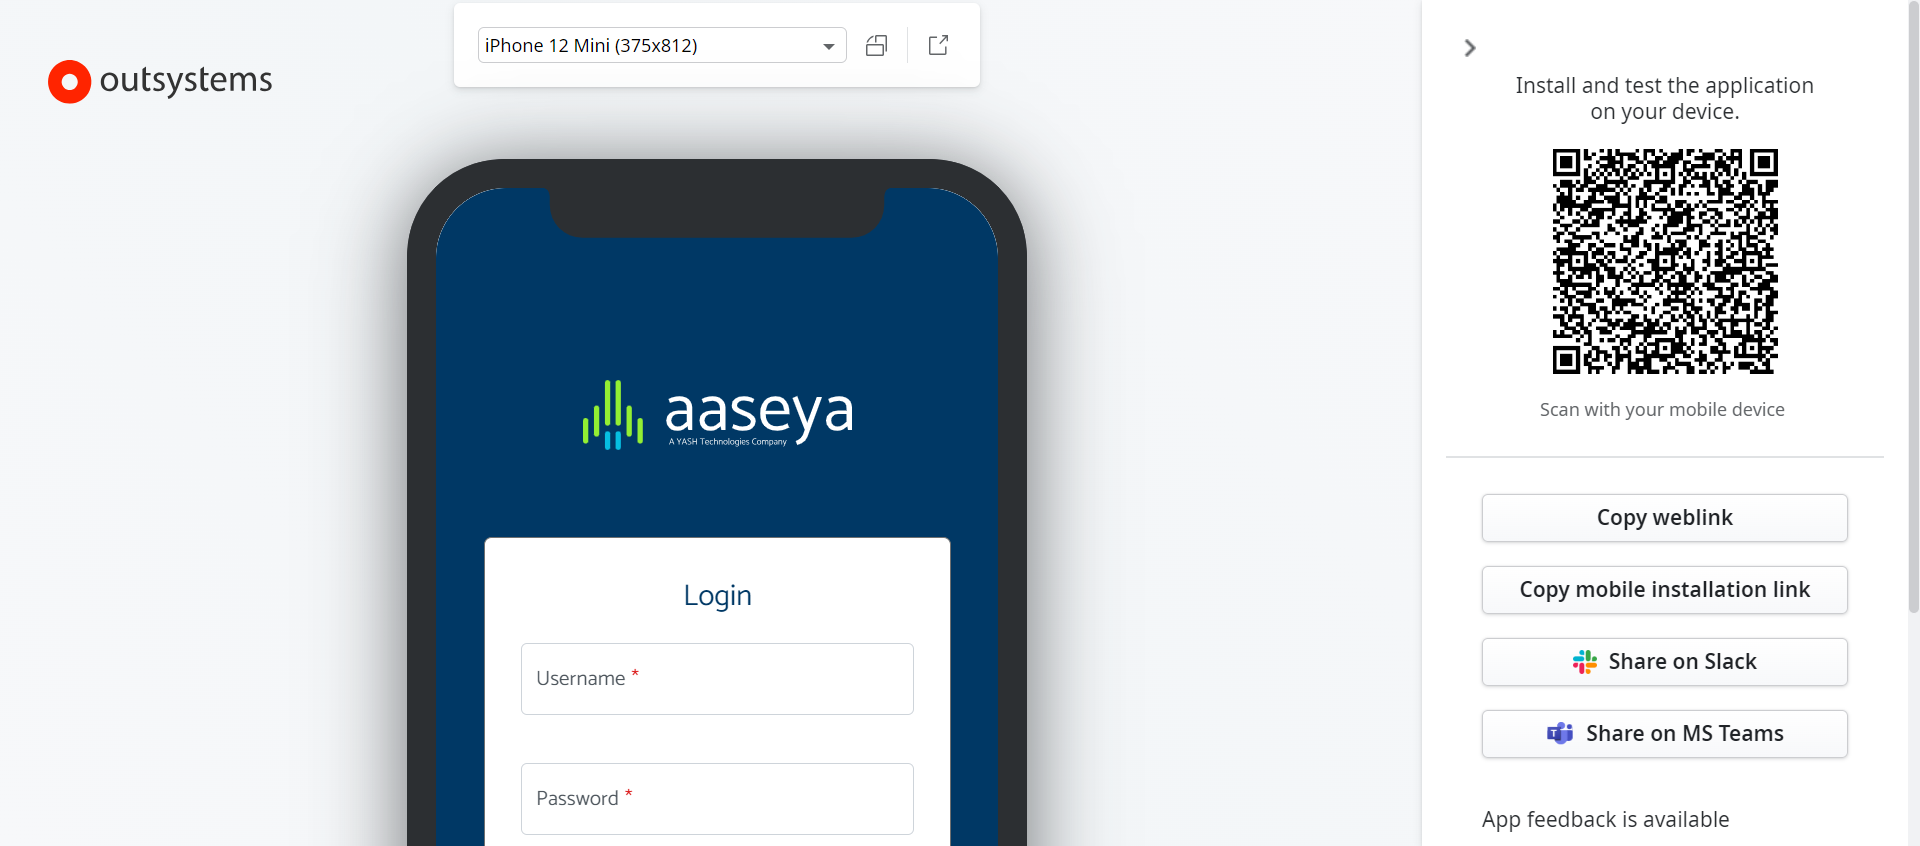 outsystems
iPhone 12 Mini (375x812)
aaseya
A YASH Technologies Company
Login
Username *
Password *
Install and test the application
on your device.
Scan with your mobile device
Copy weblink
Copy mobile installation link
Share on Slack
T
Share on MS Teams
App feedback is available